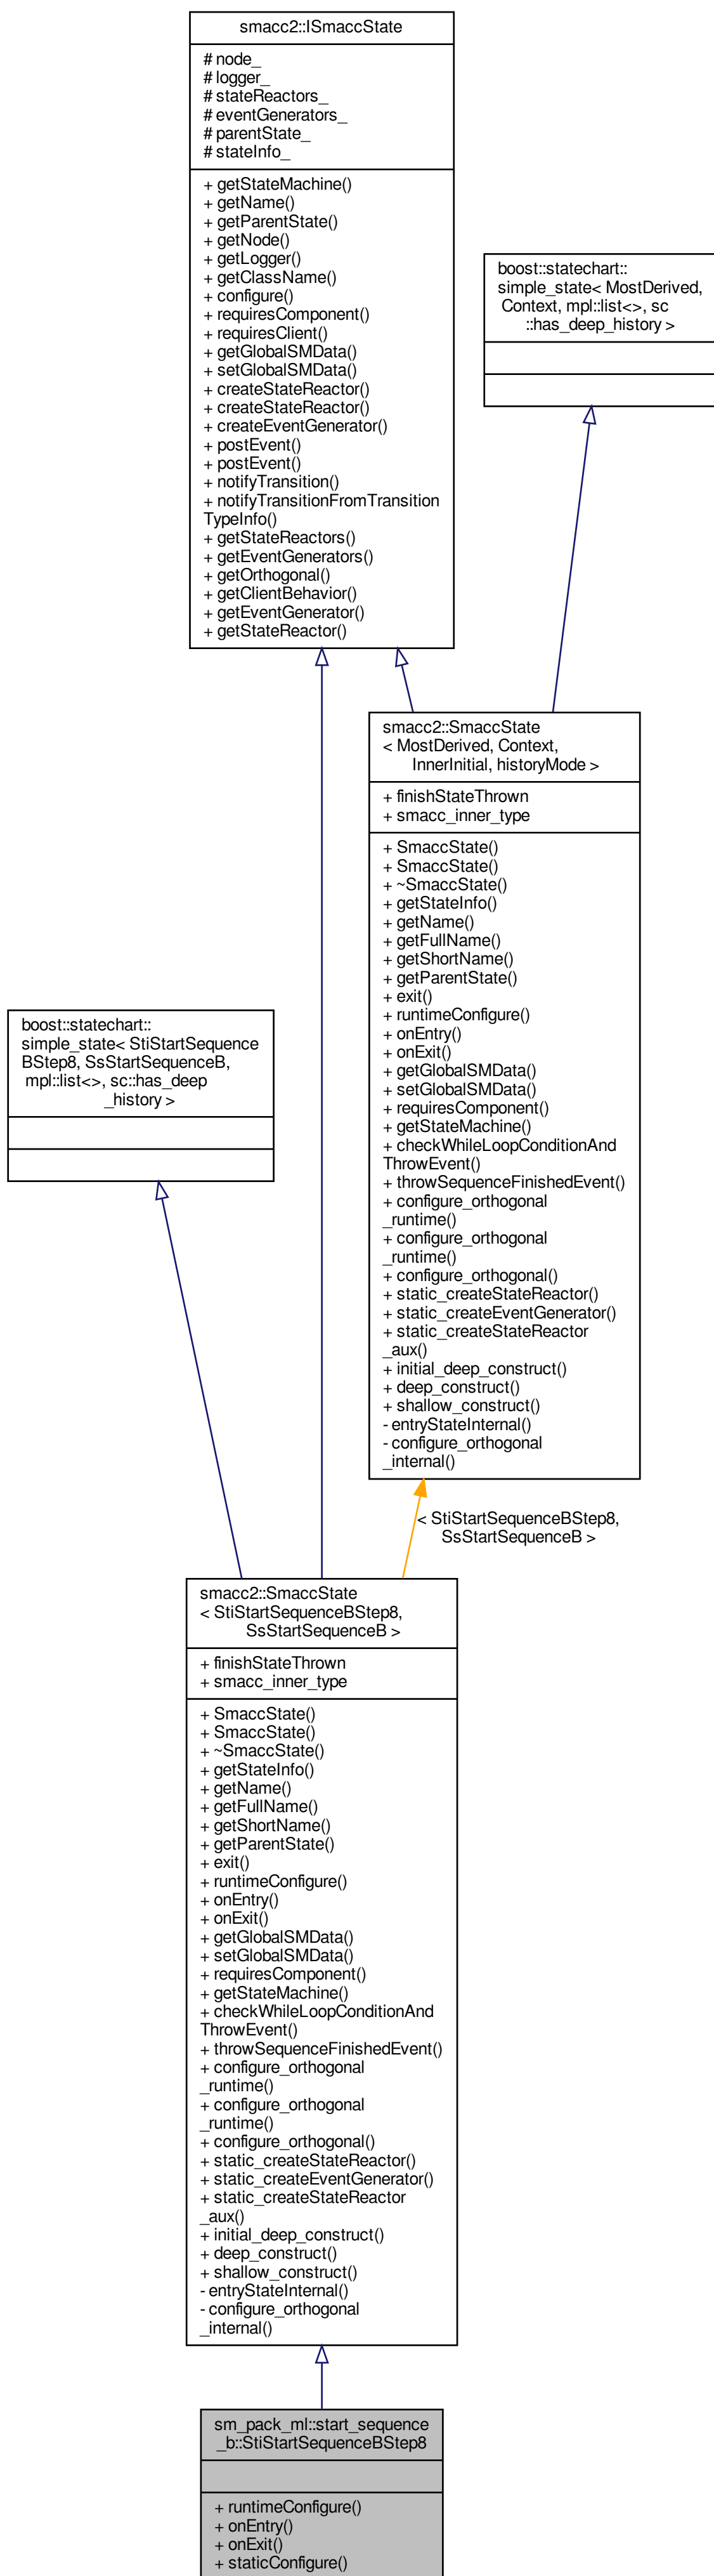 smacc2::ISmaccState
# node_
# logger_
# stateReactors_
# eventGenerators_
# parentState_
# stateInfo_
+ getStateMachine()
+ getName()
+ getParentState()
+ getNode()
+ getLogger()
+ getClassName()
+ configure()
+ requiresComponent()
+ requiresClient()
+ getGlobalSMData()
+ setGlobalSMData()
+ createStateReactor()
+ createStateReactor()
+ createEventGenerator()
+ postEvent()
+ postEvent()
+ notifyTransition()
+ notifyTransitionFromTransition
TypeInfo()
+ getStateReactors()
+ getEventGenerators()
+ getOrthogonal()
+ getClientBehavior()
+ getEventGenerator()
+ getStateReactor()
boost::statechart::
simple_state< MostDerived,
Context, mpl::list<>, sc
::has_deep_history >
smacc2::SmaccState
< MostDerived, Context,
InnerInitial, historyMode >
+ finishStateThrown
+ smacc_inner_type
+ SmaccState()
+ SmaccState()
+ ~SmaccState()
+ getStateInfo()
+ getName()
+ getFullName()
+ getShortName()
+ getParentState()
+ exit()
+ runtimeConfigure()
+ onEntry()
+ onExit()
+ getGlobalSMData()
+ setGlobalSMData()
+ requiresComponent()
+ getStateMachine()
+ checkWhileLoopConditionAnd
ThrowEvent()
+ throwSequenceFinishedEvent()
+ configure_orthogonal
_runtime()
+ configure_orthogonal
_runtime()
+ configure_orthogonal()
+ static_createStateReactor()
+ static_createEventGenerator()
+ static_createStateReactor
_aux()
+ initial_deep_construct()
+ deep_construct()
+ shallow_construct()
- entryStateInternal()
- configure_orthogonal
_internal()
boost::statechart::
simple_state< StiStartSequence
BStep8, SsStartSequenceB,
mpl::list<>, sc::has_deep
_history >
< StiStartSequenceBStep8,
SsStartSequenceB >
smacc2::SmaccState
< StiStartSequenceBStep8,
SsStartSequenceB >
+ finishStateThrown
+ smacc_inner_type
+ SmaccState()
+ SmaccState()
+ ~SmaccState()
+ getStateInfo()
+ getName()
+ getFullName()
+ getShortName()
+ getParentState()
+ exit()
+ runtimeConfigure()
+ onEntry()
+ onExit()
+ getGlobalSMData()
+ setGlobalSMData()
+ requiresComponent()
+ getStateMachine()
+ checkWhileLoopConditionAnd
ThrowEvent()
+ throwSequenceFinishedEvent()
+ configure_orthogonal
_runtime()
+ configure_orthogonal
_runtime()
+ configure_orthogonal()
+ static_createStateReactor()
+ static_createEventGenerator()
+ static_createStateReactor
_aux()
+ initial_deep_construct()
+ deep_construct()
+ shallow_construct()
- entryStateInternal()
- configure_orthogonal
_internal()
sm_pack_ml::start_sequence
_b::StiStartSequenceBStep8
+ runtimeConfigure()
+ onEntry()
+ onExit()
+ staticConfigure()